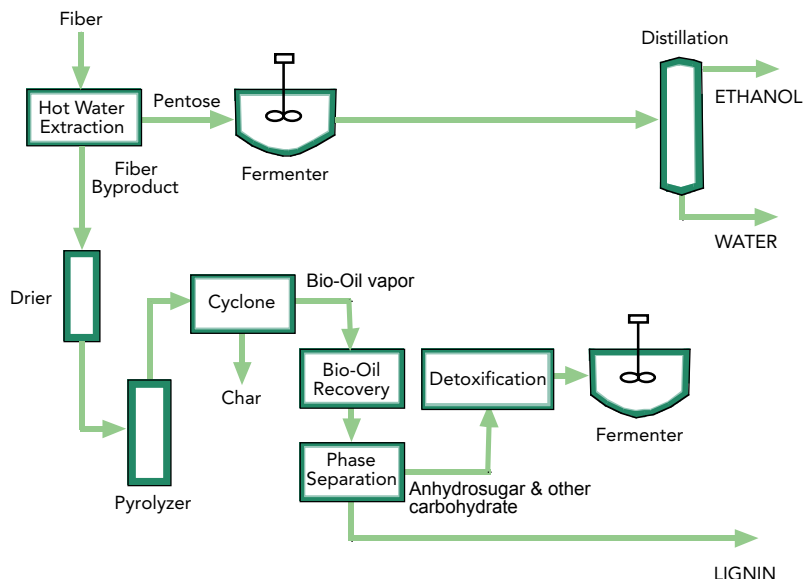 Fiber
Distillation
Hot Water
Extraction
Pentose
ETHANOL
Fermenter
Fiber
Byproduct
WATER
Drier
Cyclone
Bio-Oil vapor
Char
Bio-Oil
Recovery
Detoxification
Fermenter
Phase
Separation
Anhydrosugar & other
carbohydrate
Pyrolyzer
LIGNIN